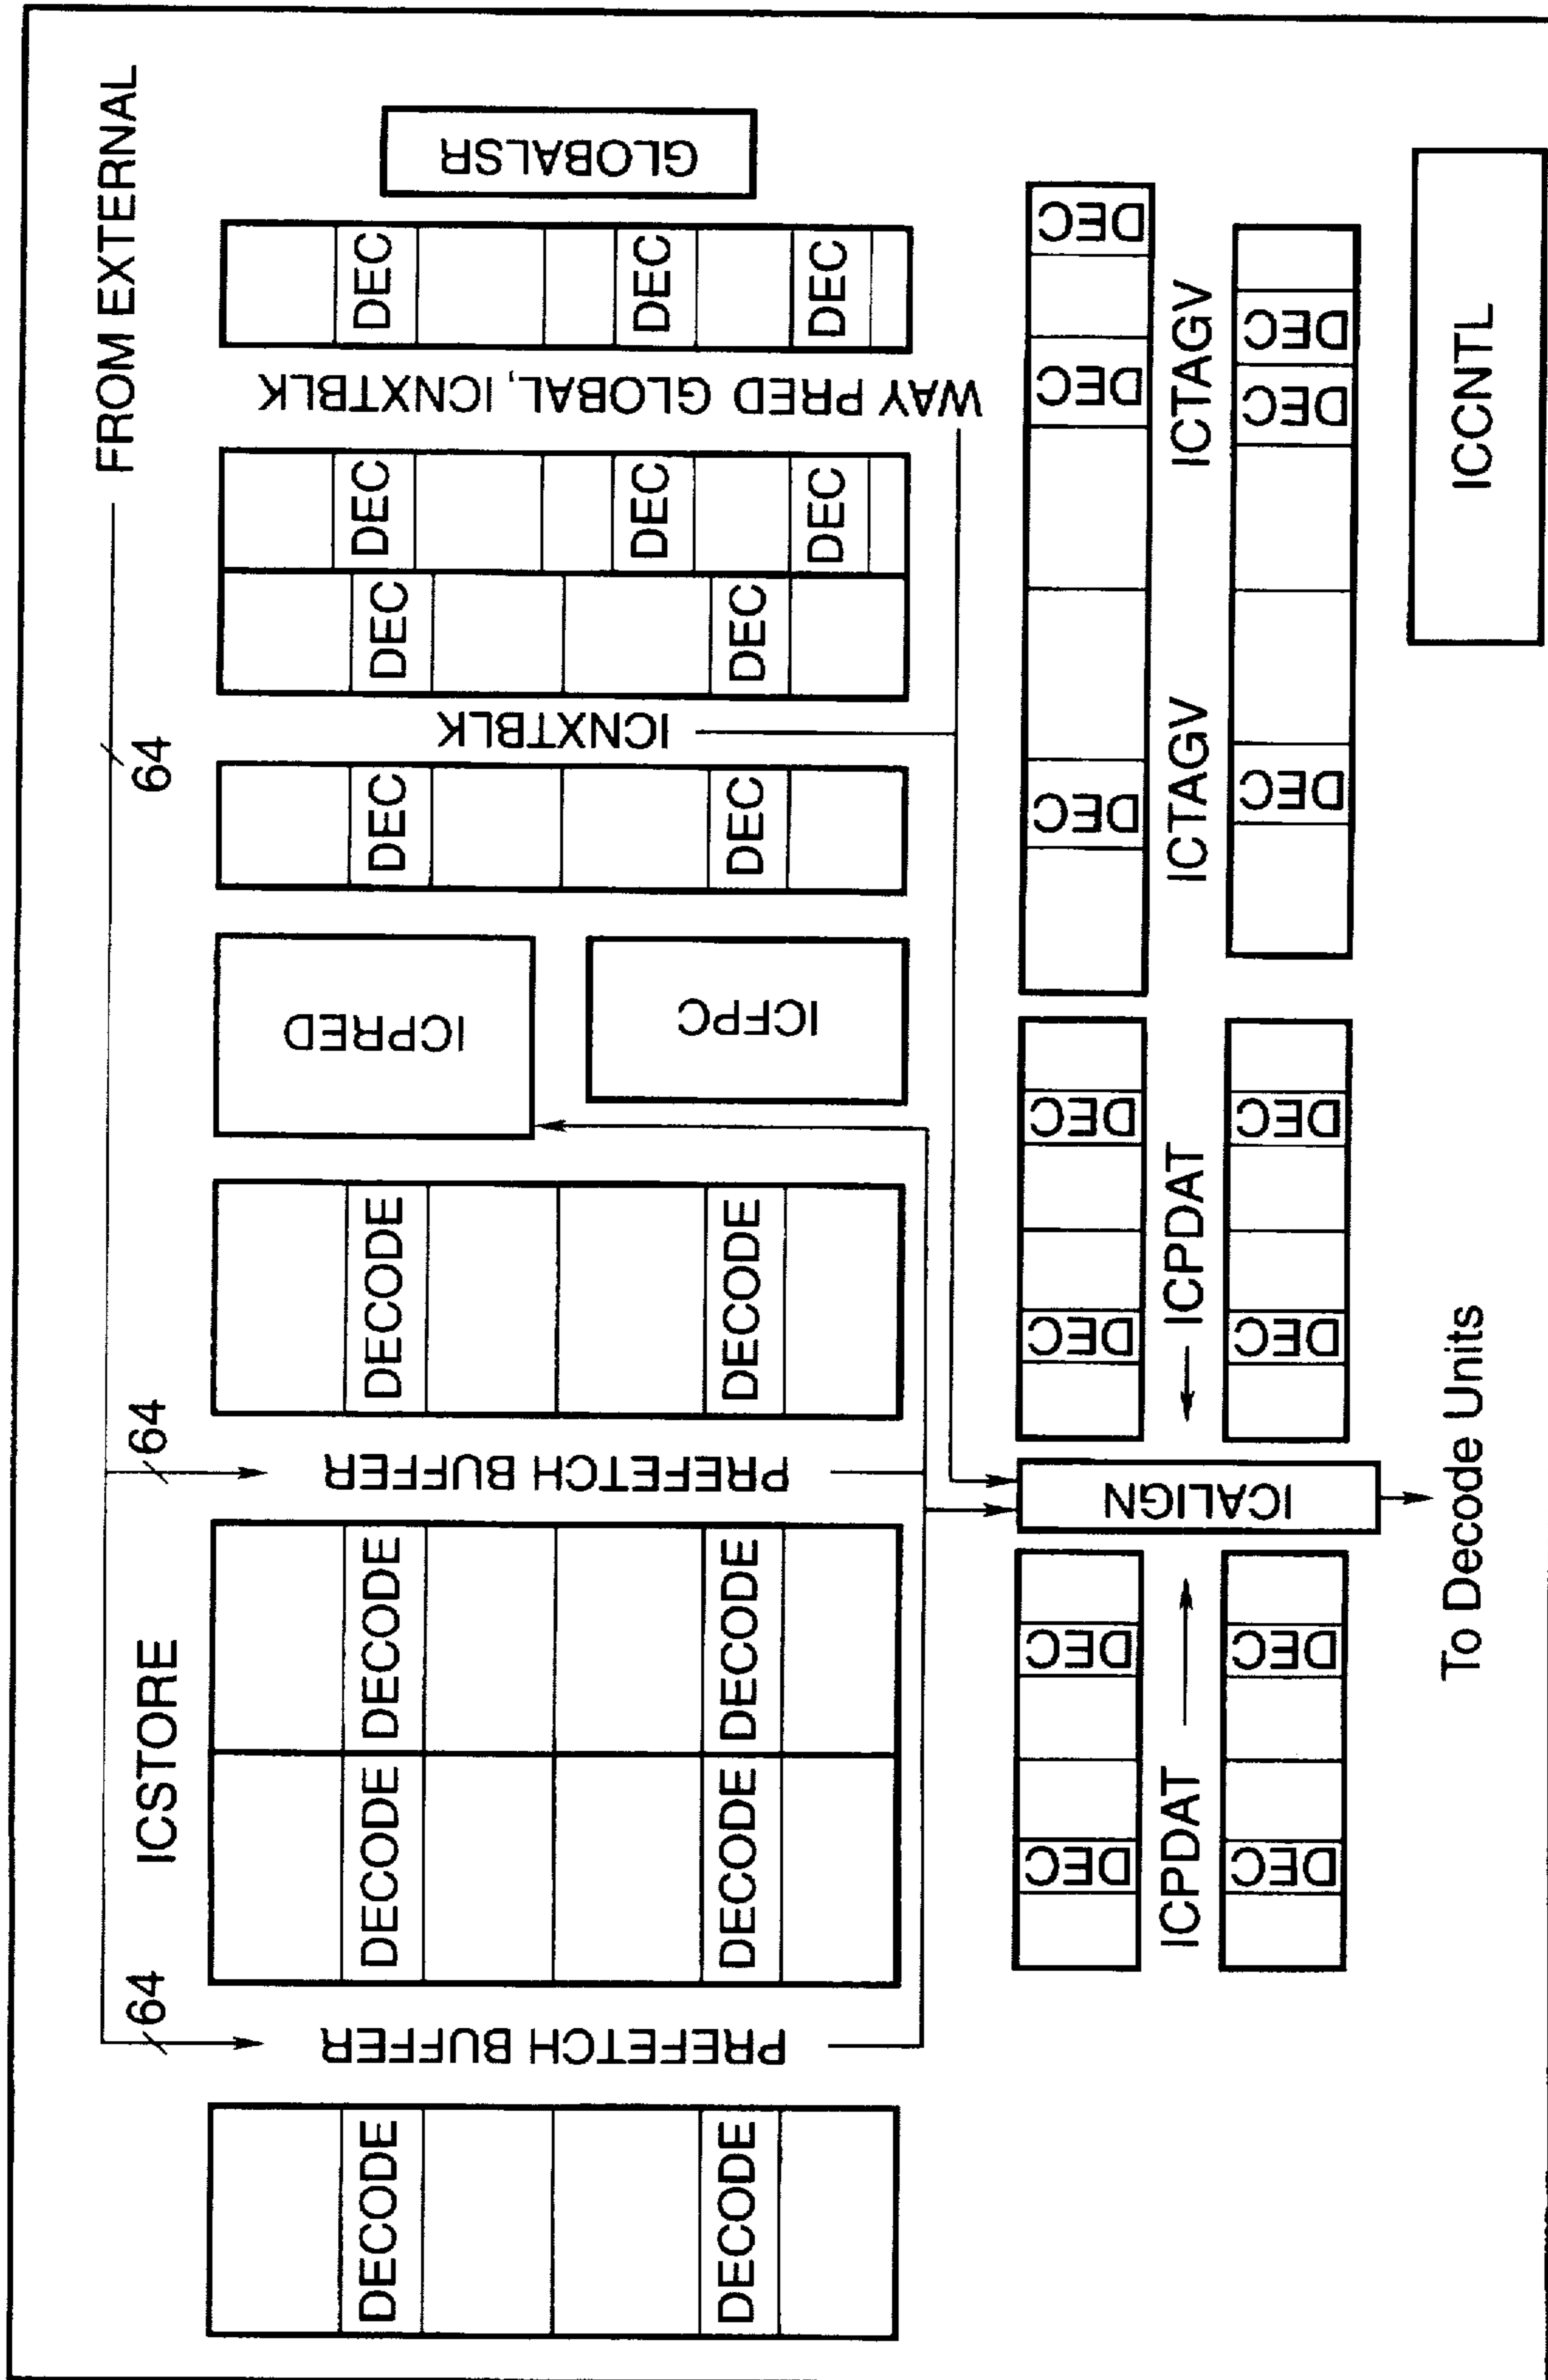 FROM EXTERNAL
64
ICSTORE
64
64
DECODE
DECODE
DECODE
DECODE
DEC
DEC
DEC
DEC
PREFETCH BUFFER
PREFETCH BUFFER
ICPRED
ICFPC
ICNXTBLK
WAY PRED GLOBAL, ICNXTBLK
GLOBALSR
DEC
DEC
DECODE
DECODE
DECODE
DECODE
DEC
DEC
DEC
DEC
DEC
DEC
DEC
DEC
DEC
DEC
DEC
ICPDAT
ICALIGN
ICPDAT
ICTAGV
ICTAGV
DEC
DEC
DEC
DEC
DEC
DEC
DEC
To Decode Units
ICCNTL